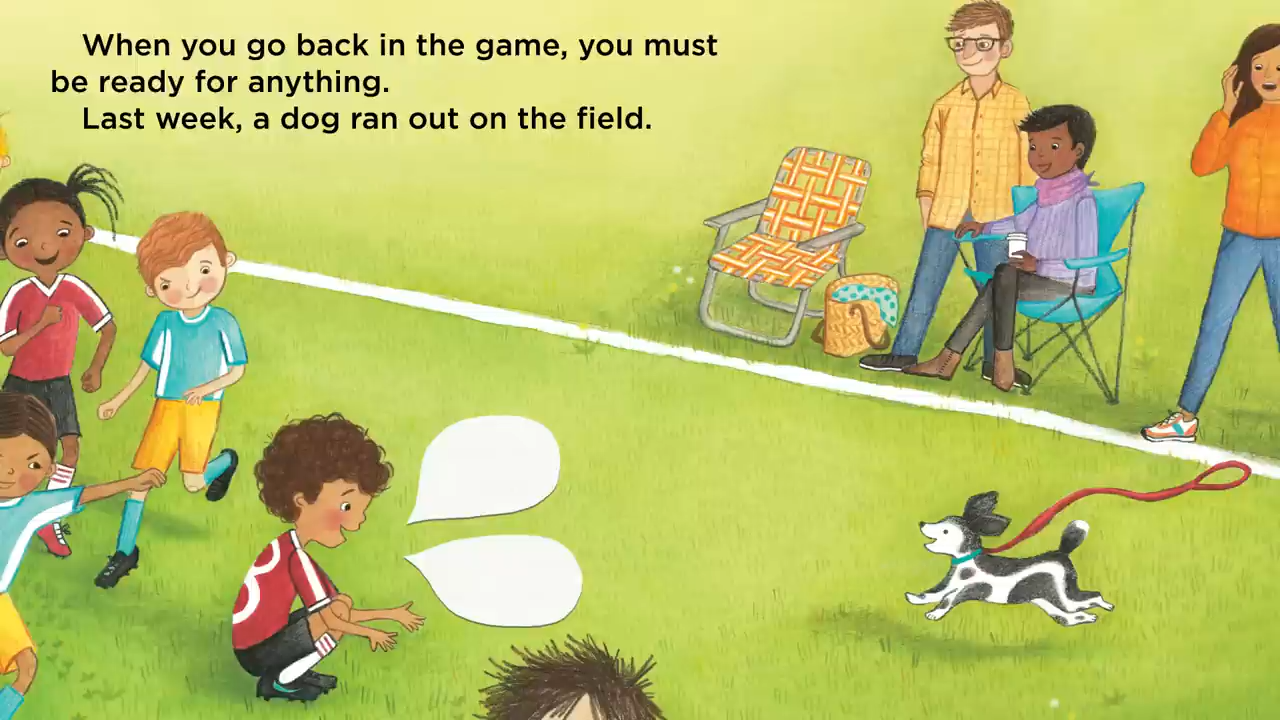 When you go back in the game, you must
be ready for anything.
Last week, a dog ran out on the field.